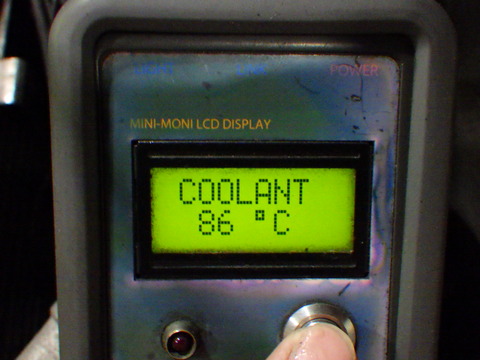 POWER
MINI-MONI LCD DISPLAY
COOLANT
86 °C